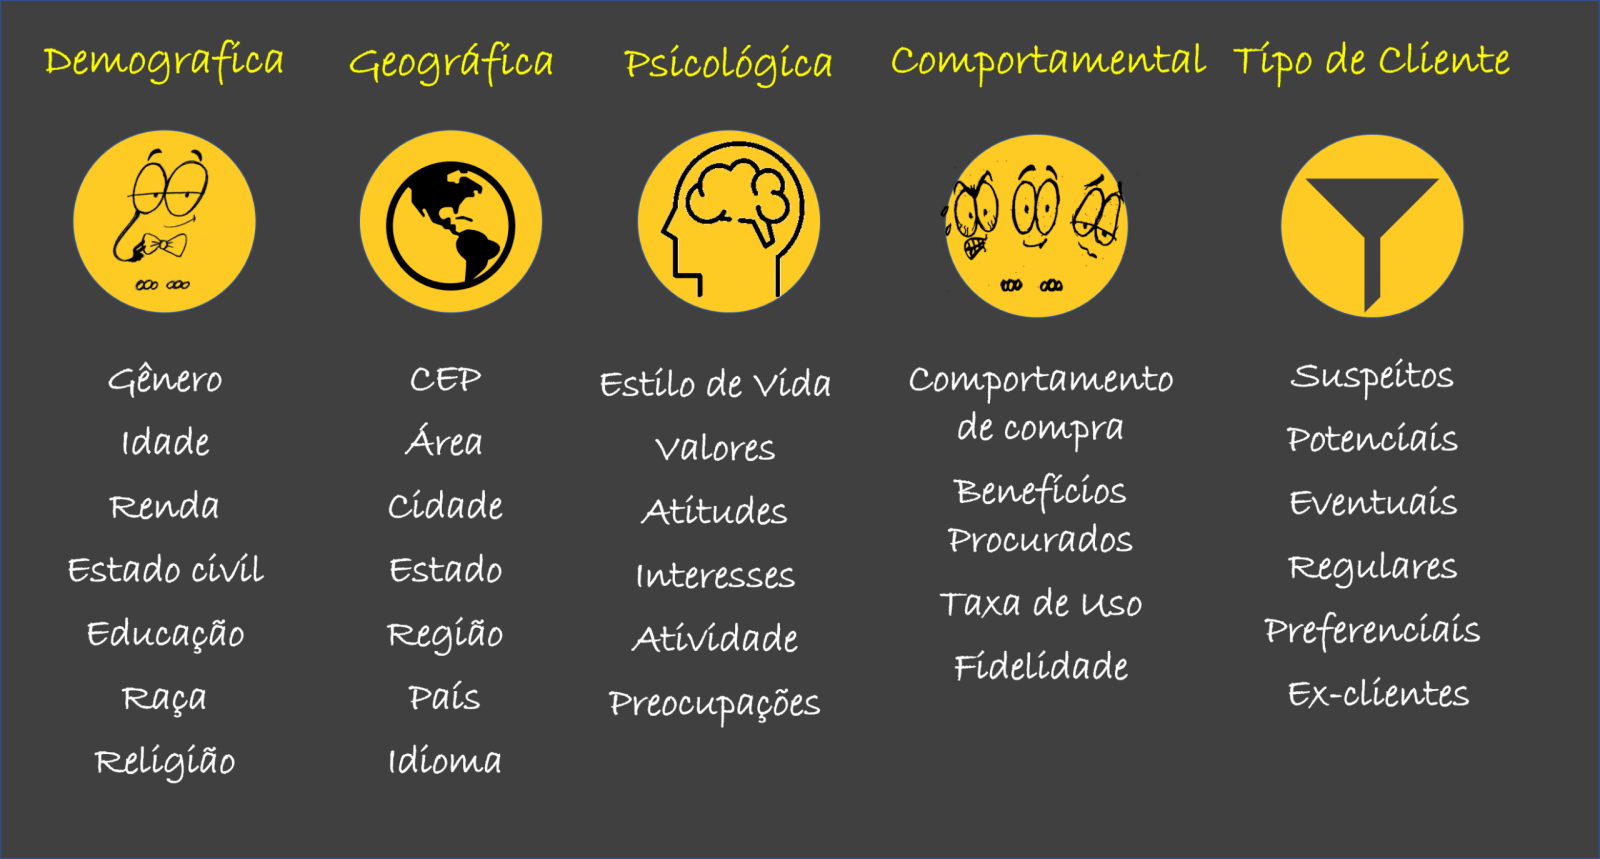 Demografica
Gênero
Idade
Renda
Estado civil
Educação
Raça
Religião
Geográfica
CEP
Área
Cidade
Estado
Região
País
Idioma
Psicológica
Estilo de Vida
Valores
Atitudes
Interesses
Atividade
Preocupações
Comportamental
Comportamento
de compra
Benefícios
Procurados
Taxa de Uso
Fidelidade
Tipo de Cliente
Suspeitos
Potenciais
Eventuais
Regulares
Preferenciais
Ex-clientes